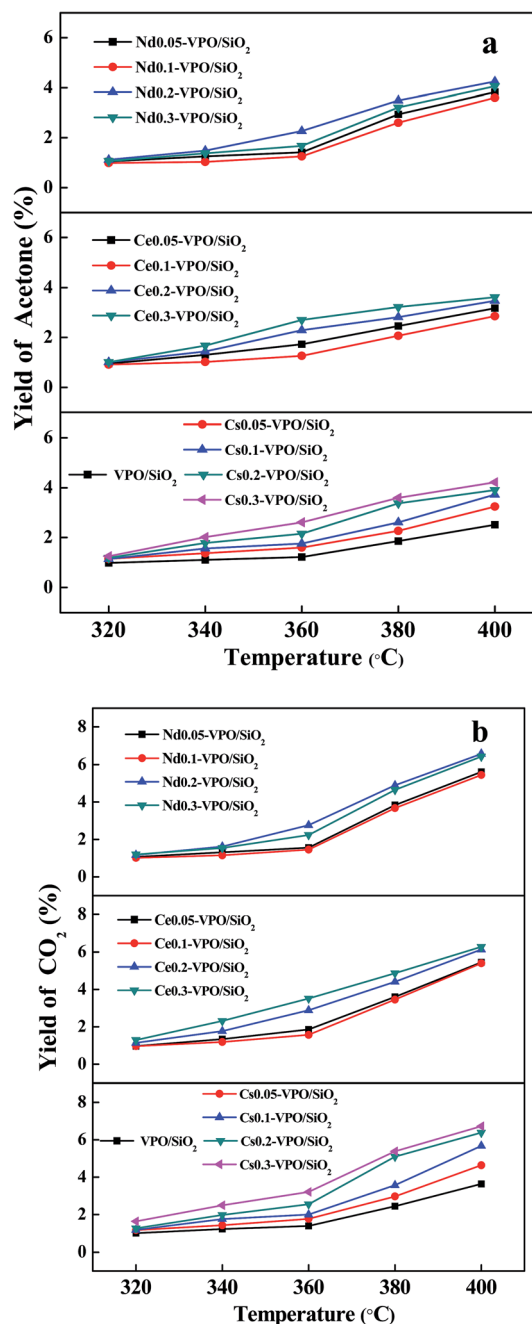 a
Nd0.05-VPO/SiO₂
Nd0.1-VPO/SiO₂
Nd0.2-VPO/SiO₂
Nd0.3-VPO/SiO₂
6
4
2
0
Ce0.05-VPO/SiO₂
Ce0.1-VPO/SiO₂
Ce0.2-VPO/SiO₂
Ce0.3-VPO/SiO₂
6
4
2
0
Yield of Acetone (%)
Cs0.05-VPO/SiO₂
Cs0.1-VPO/SiO₂
VPO/SiO₂ Cs0.2-VPO/SiO₂
Cs0.3-VPO/SiO₂
6
4
2
0
320 340 360 380 400
Temperature (°C)
b
Nd0.05-VPO/SiO₂
Nd0.1-VPO/SiO₂
Nd0.2-VPO/SiO₂
Nd0.3-VPO/SiO₂
8
6
4
2
0
Ce0.05-VPO/SiO₂
Ce0.1-VPO/SiO₂
Ce0.2-VPO/SiO₂
Ce0.3-VPO/SiO₂
8
6
4
2
0
Yield of CO₂ (%)
Cs0.05-VPO/SiO₂
Cs0.1-VPO/SiO₂
VPO/SiO₂ Cs0.2-VPO/SiO₂
Cs0.3-VPO/SiO₂
8
6
4
2
0
320 340 360 380 400
Temperature (°C)